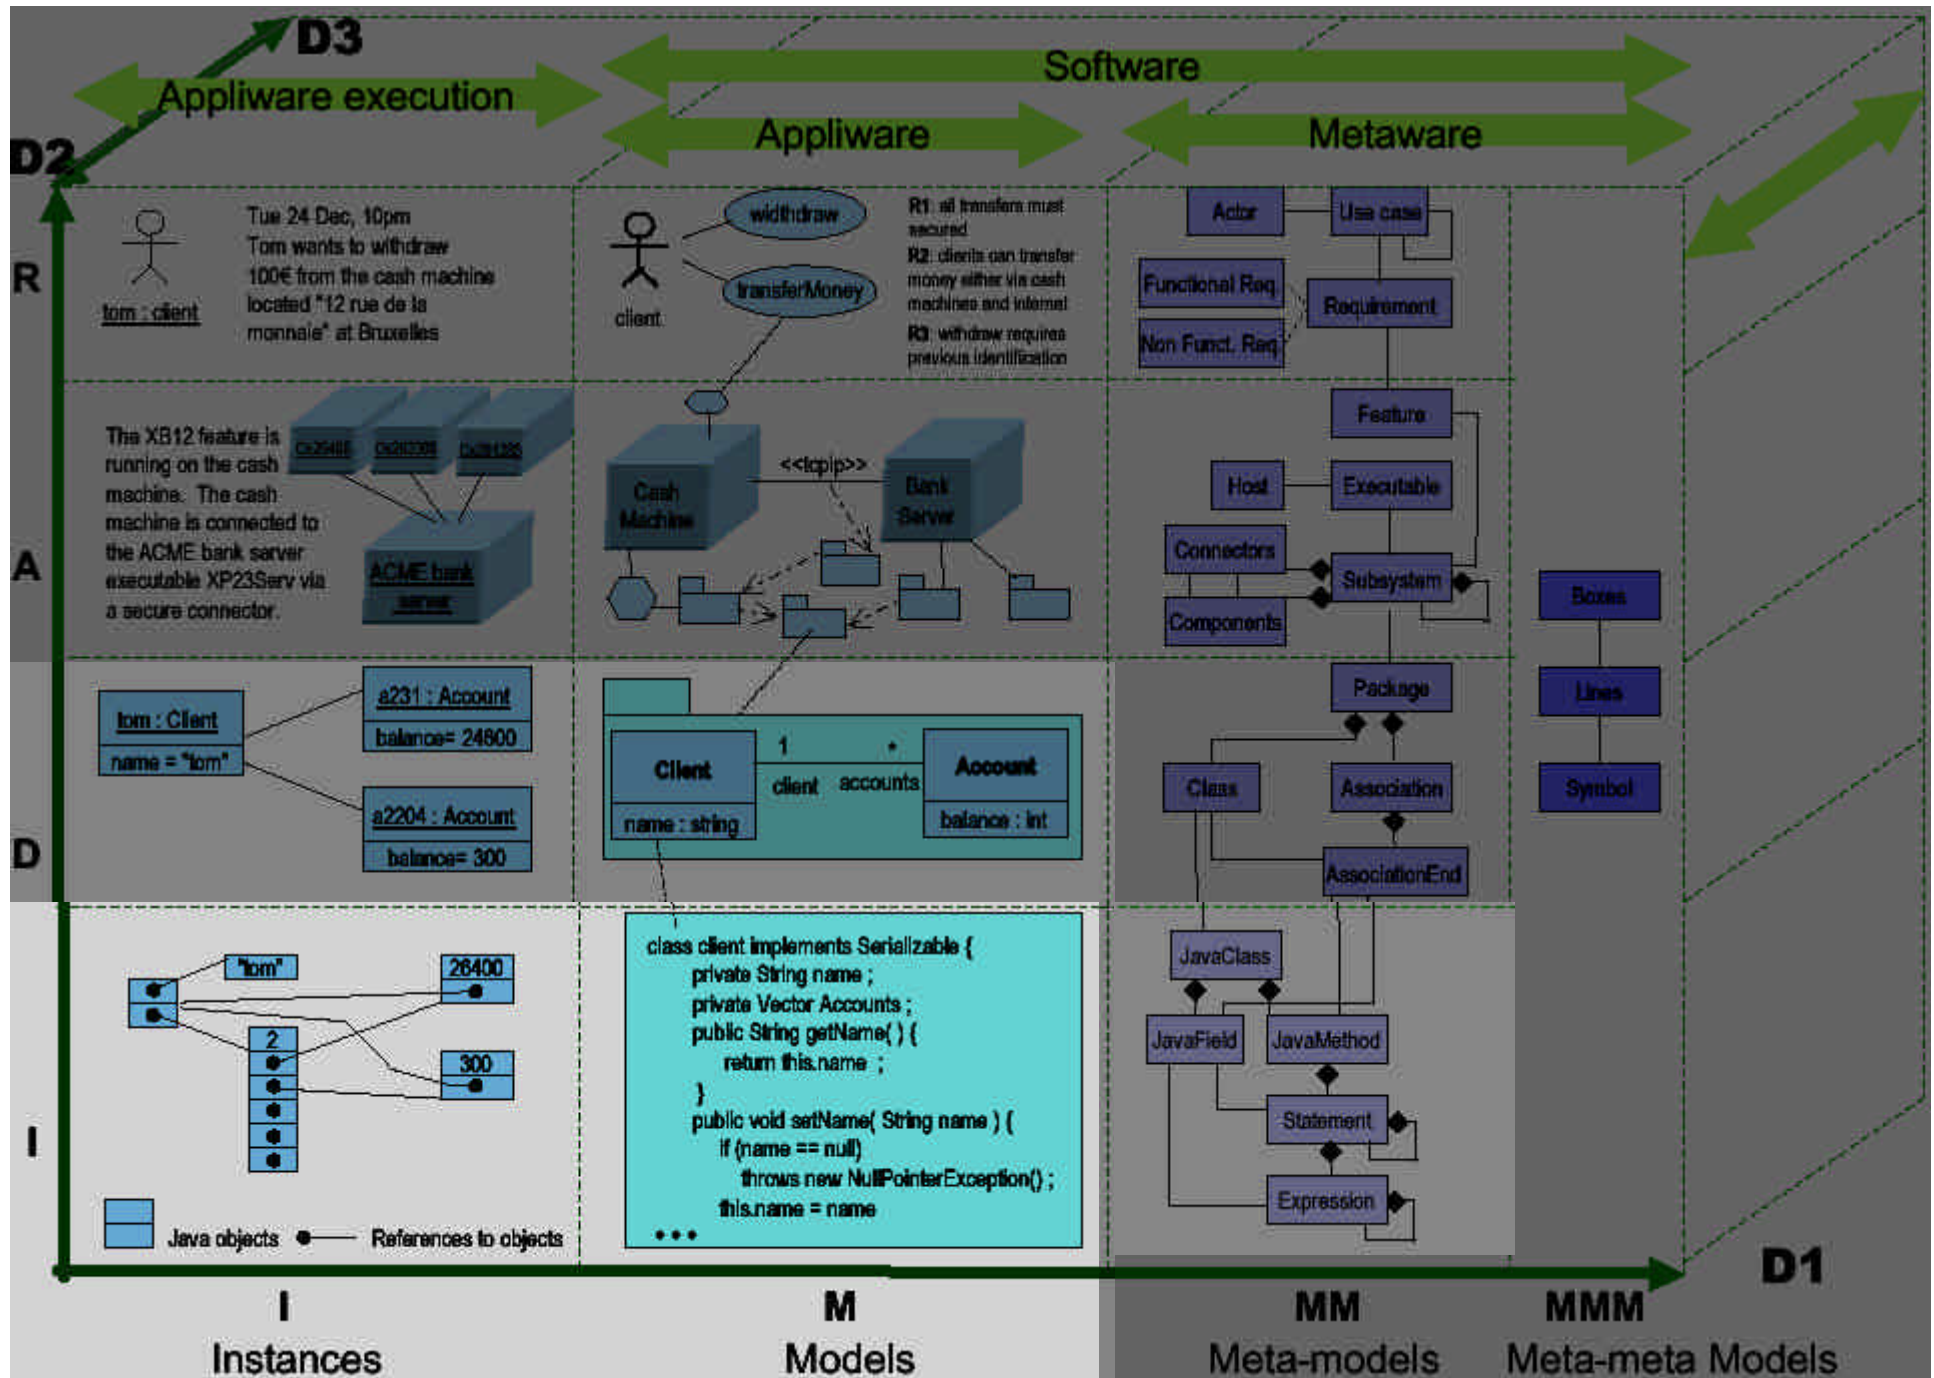 D3
Software
Appliware execution
Appliware
Metaware
D2
R
tom : client
Tue 24 Dec, 10pm
Tom wants to withdraw
100€ from the cash machine
located "12 rue de la
monnaie" at Bruxelles
client
widthdraw
transferMoney
R1: all transfers must
secured
R2: clients can transfer
money either via cash
machines and internet
R3: withdraw requires
previous identification
Actor
Use case
Functional Req.
Requirement
Non Funct. Req.
A
The XB12 feature is
running on the cash
machine. The cash
machine is connected to
the ACME bank server
executable XP23Serv via
a secure connector.
ACME bank
server
Cash
Machine
<<tcpip>>
Bank
Server
Feature
Host
Executable
Connectors
Subsystem
Components
Boxes
Lines
Symbol
D
tom : Client
name = "tom"
a231 : Account
balance= 24600
a2204 : Account
balance= 300
Client
name : string
1
client
*
accounts
Account
balance : int
Package
Class
Association
AssociationEnd
I
"tom"
26400
2
300
Java objects
References to objects
class client implements Serializable {
private String name ;
private Vector Accounts ;
public String getName( ) {
return this.name ;
}
public void setName( String name ) {
if (name == null)
throws new NullPointerException() ;
this.name = name
•••
JavaClass
JavaField
JavaMethod
Statement
Expression
D1
I
Instances
M
Models
MM
Meta-models
MMM
Meta-meta Models